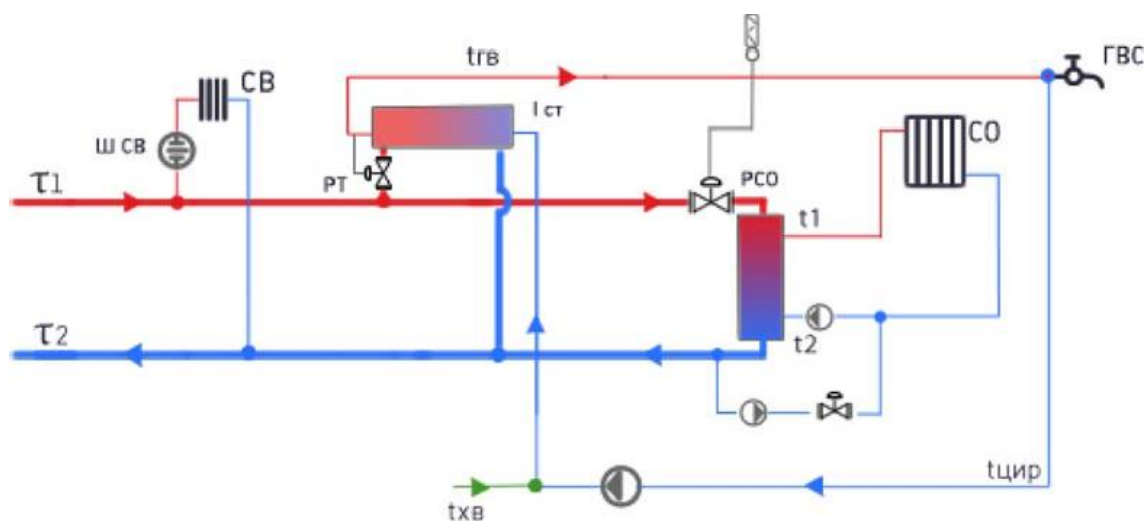 tгв
ГВС
СВ
I ст
СО
Ш СВ
РТ
РСО
τ1
t1
τ2
t2
tцир
tхв